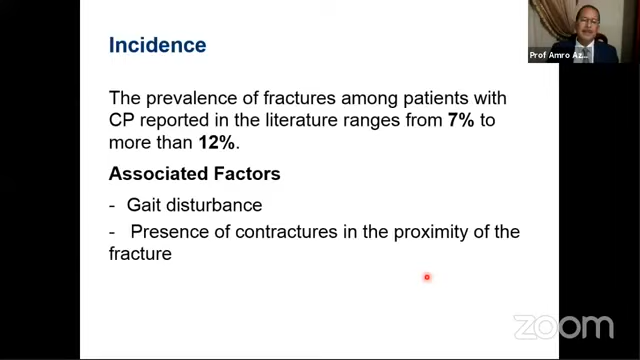 Incidence
Prof Amro Az...
The prevalence of fractures among patients with
CP reported in the literature ranges from 7% to
more than 12%.
Associated Factors
- Gait disturbance
- Presence of contractures in the proximity of the
fracture
zoom